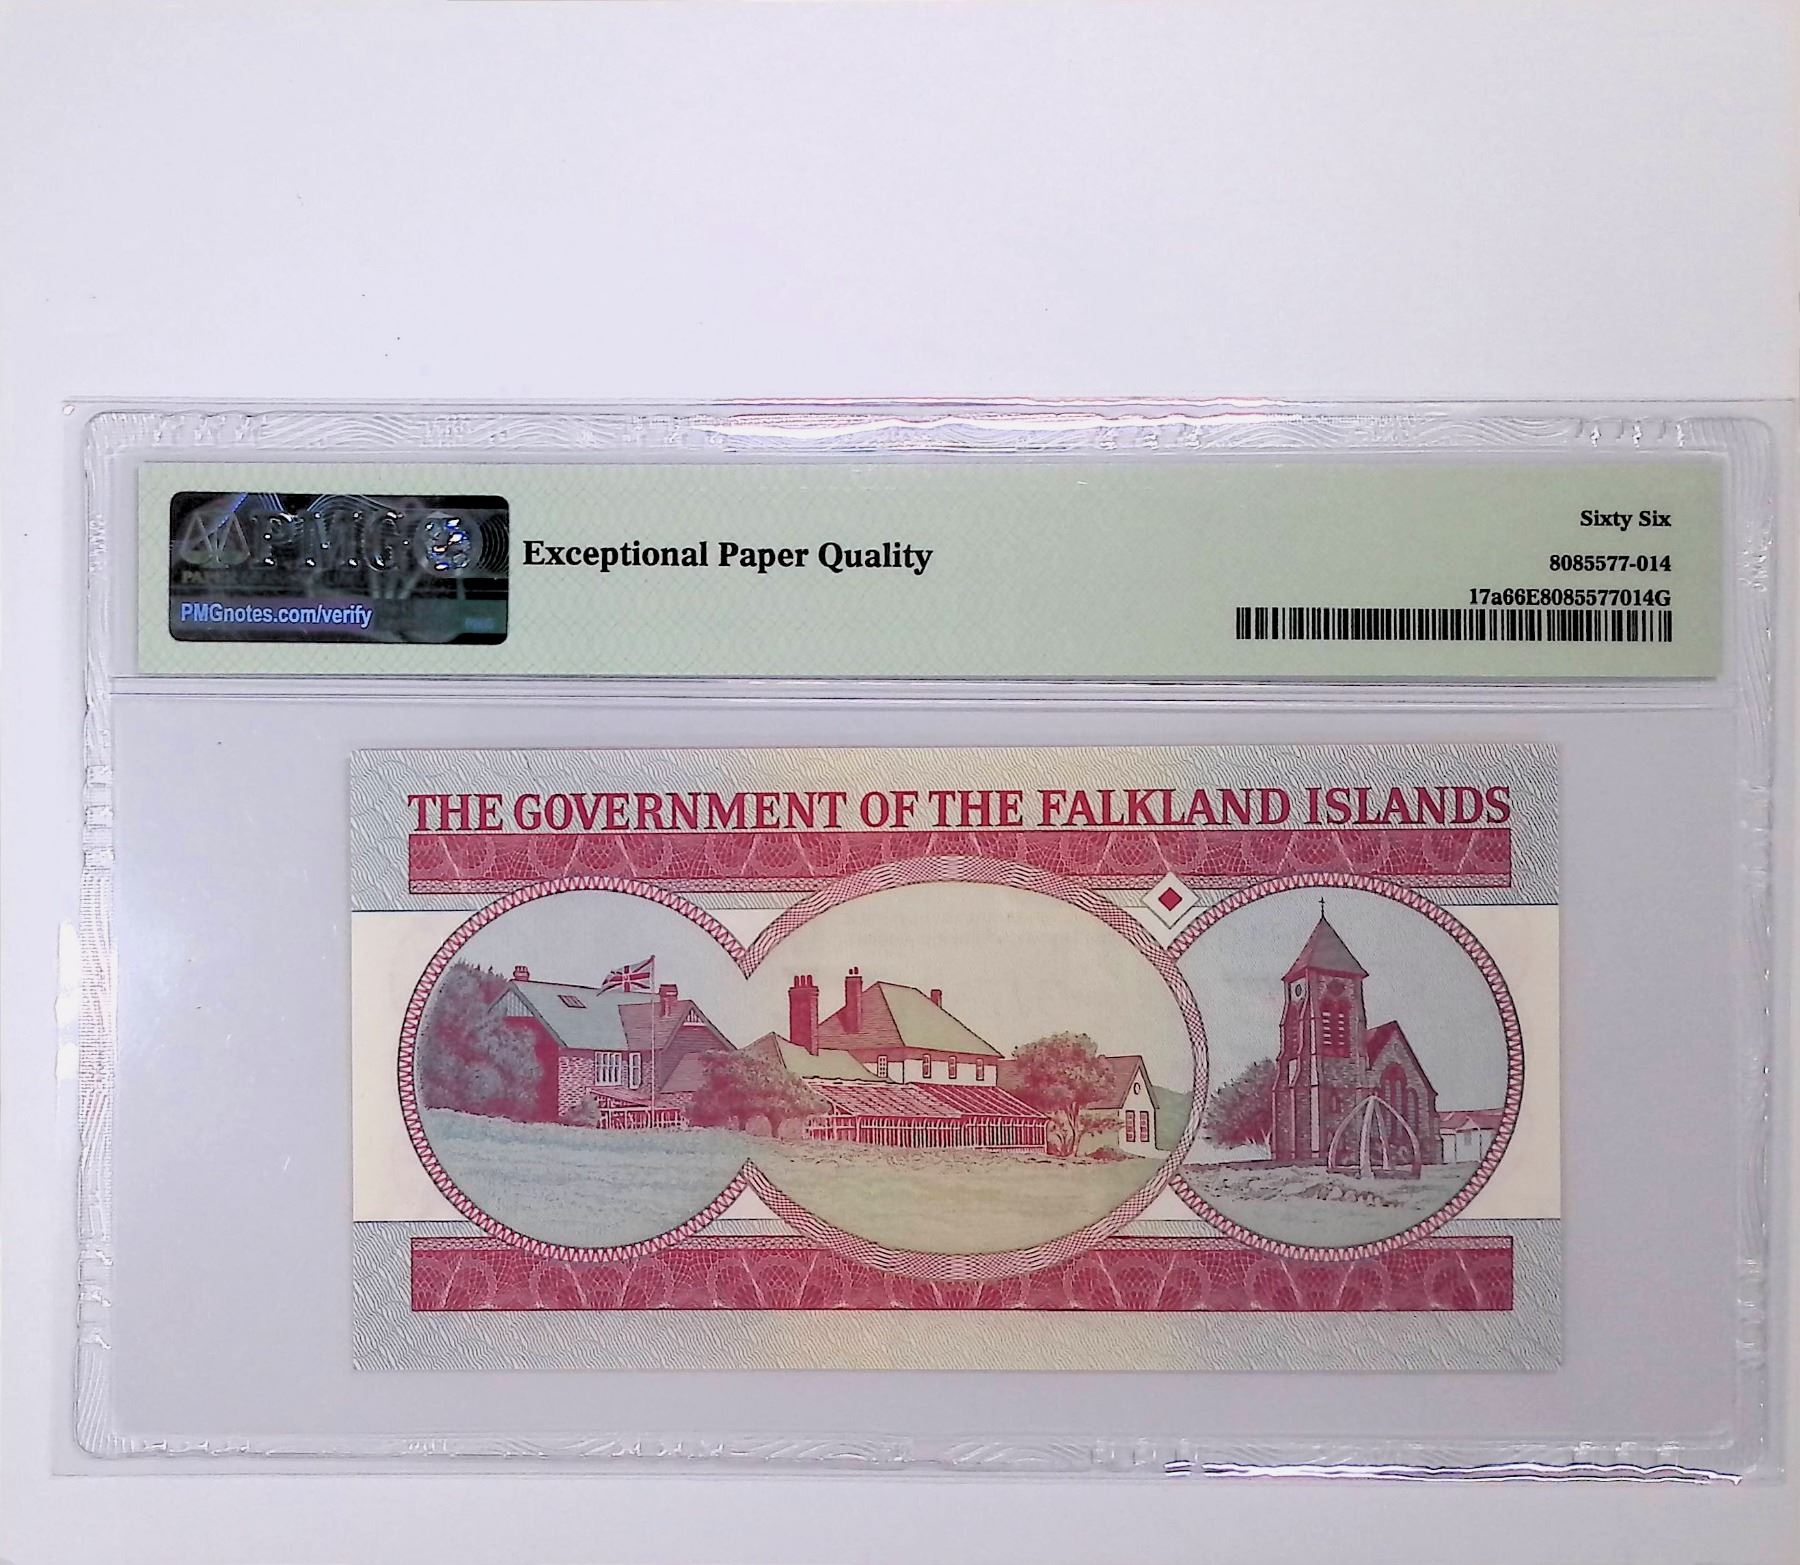 PMG
PMGnotes.com/verify
Exceptional Paper Quality
Sixty Six
8085577-014
17a66E8085577014G
THE GOVERNMENT OF THE FALKLAND ISLANDS